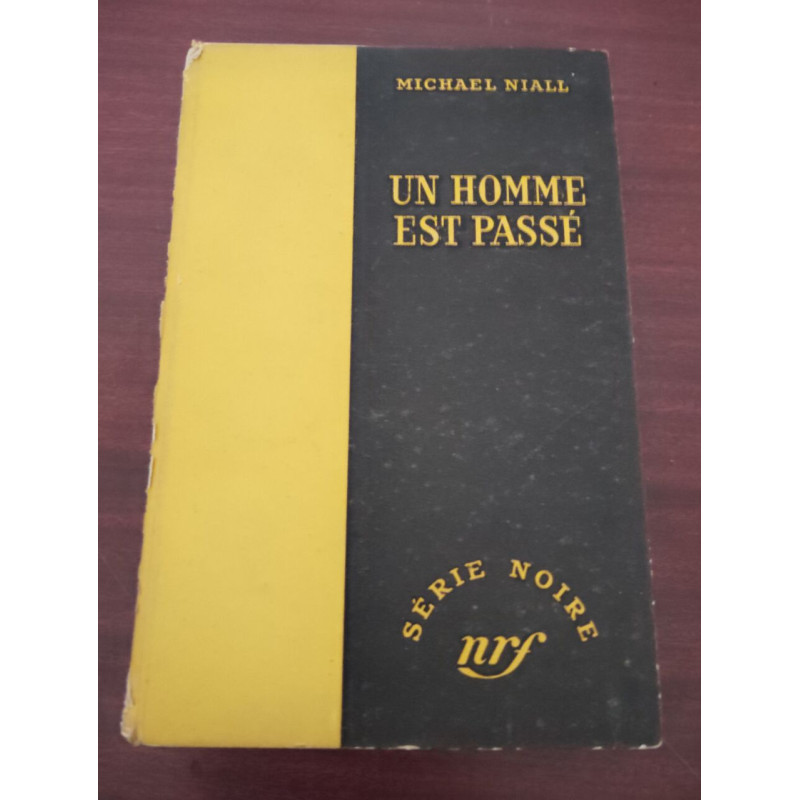 MICHAEL NIALL
UN HOMME
EST PASSÉ
SÉRIE NOIRE
nrf